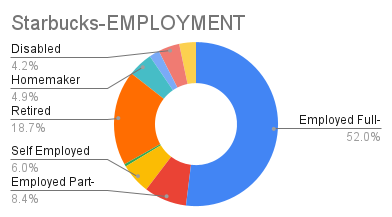 Starbucks-EMPLOYMENT
Disabled
4.2%
Homemaker
4.9%
Retired
18.7%
Self Employed
6.0%
Employed Part-
8.4%
Employed Full-
52.0%